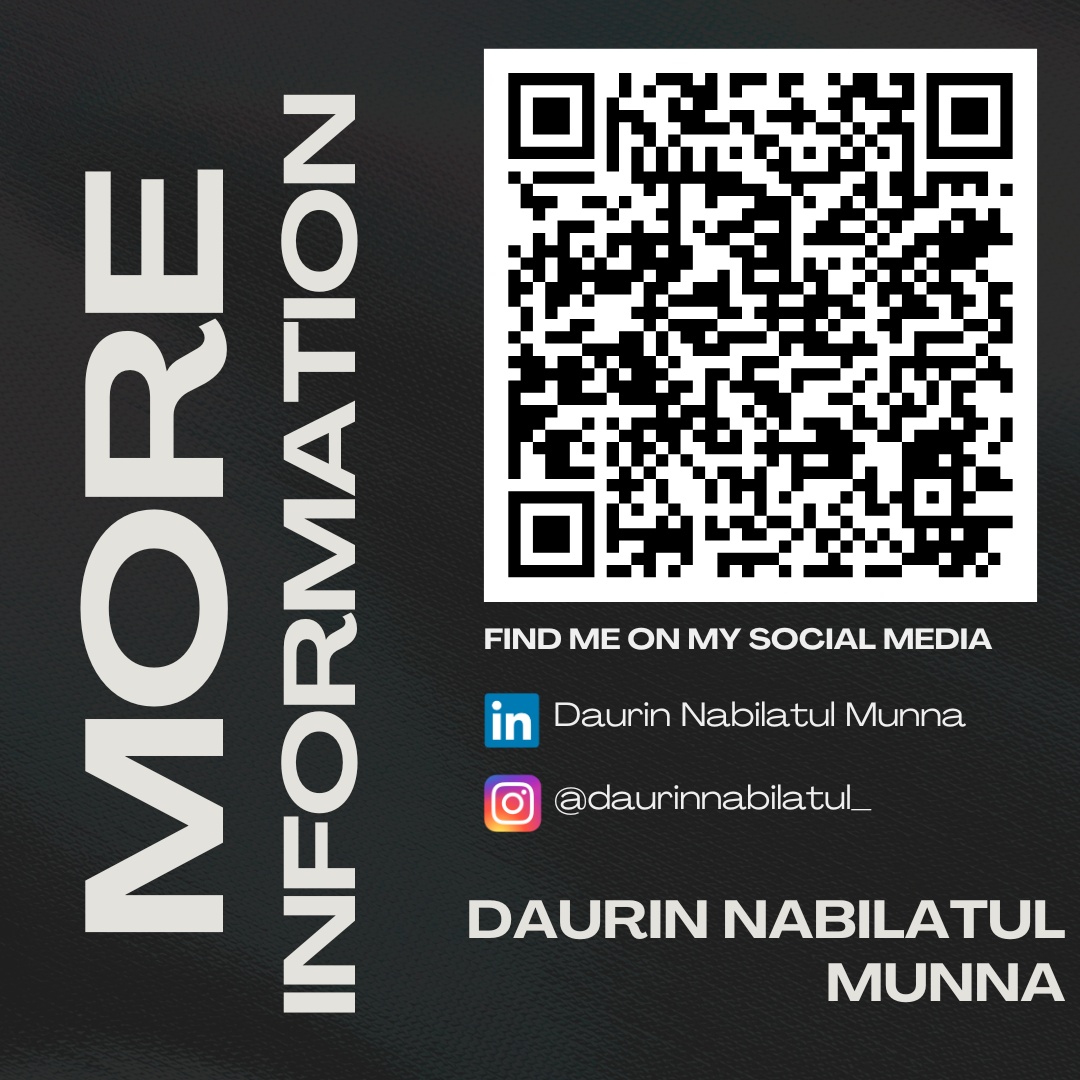 MORE
INFORMATION
FIND ME ON MY SOCIAL MEDIA
in Daurin Nabilatul Munna
@daurinnabilatul_
DAURIN NABILATUL
MUNNA